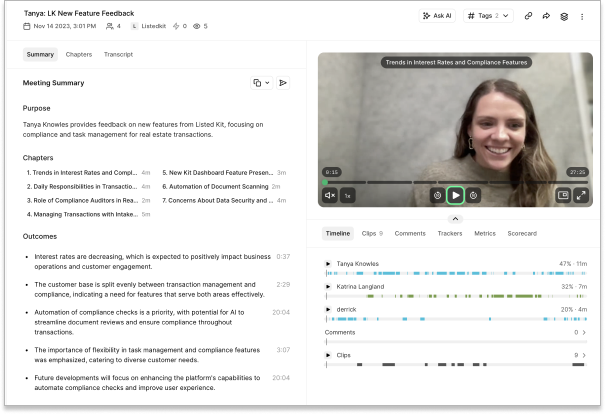 Tanya: LK New Feature Feedback
Nov 14 2023, 3:01 PM 4 L Listedkit 0 5
Ask AI
# Tags 2
Summary Chapters Transcript
Meeting Summary
Purpose
Tanya Knowles provides feedback on new features from Listed Kit, focusing on
compliance and task management for real estate transactions.
Chapters
1. Trends in Interest Rates and Compl... 4m
2. Daily Responsibilities in Transactio... 4m
3. Role of Compliance Auditors in Rea... 2m
4. Managing Transactions with Intake... 5m
5. New Kit Dashboard Feature Presen... 3m
6. Automation of Document Scanning 2m
7. Concerns About Data Security and ... 4m
Outcomes
• Interest rates are decreasing, which is expected to positively impact business 0:37
operations and customer engagement.
• The customer base is split evenly between transaction management and 2:29
compliance, indicating a need for features that serve both areas effectively.
• Automation of compliance checks is a priority, with potential for AI to 20:04
streamline document reviews and ensure compliance throughout
transactions.
• The importance of flexibility in task management and compliance features 3:07
was emphasized, catering to diverse customer needs.
• Future developments will focus on enhancing the platform's capabilities to 20:04
automate compliance checks and improve user experience.
Trends in Interest Rates and Compliance Features
0:15
27:25
1x
Timeline Clips 9 Comments Trackers Metrics Scorecard
Tanya Knowles 47% · 11m
Katrina Langland 32% · 7m
derrick 20% · 4m
Comments 0
Clips 9